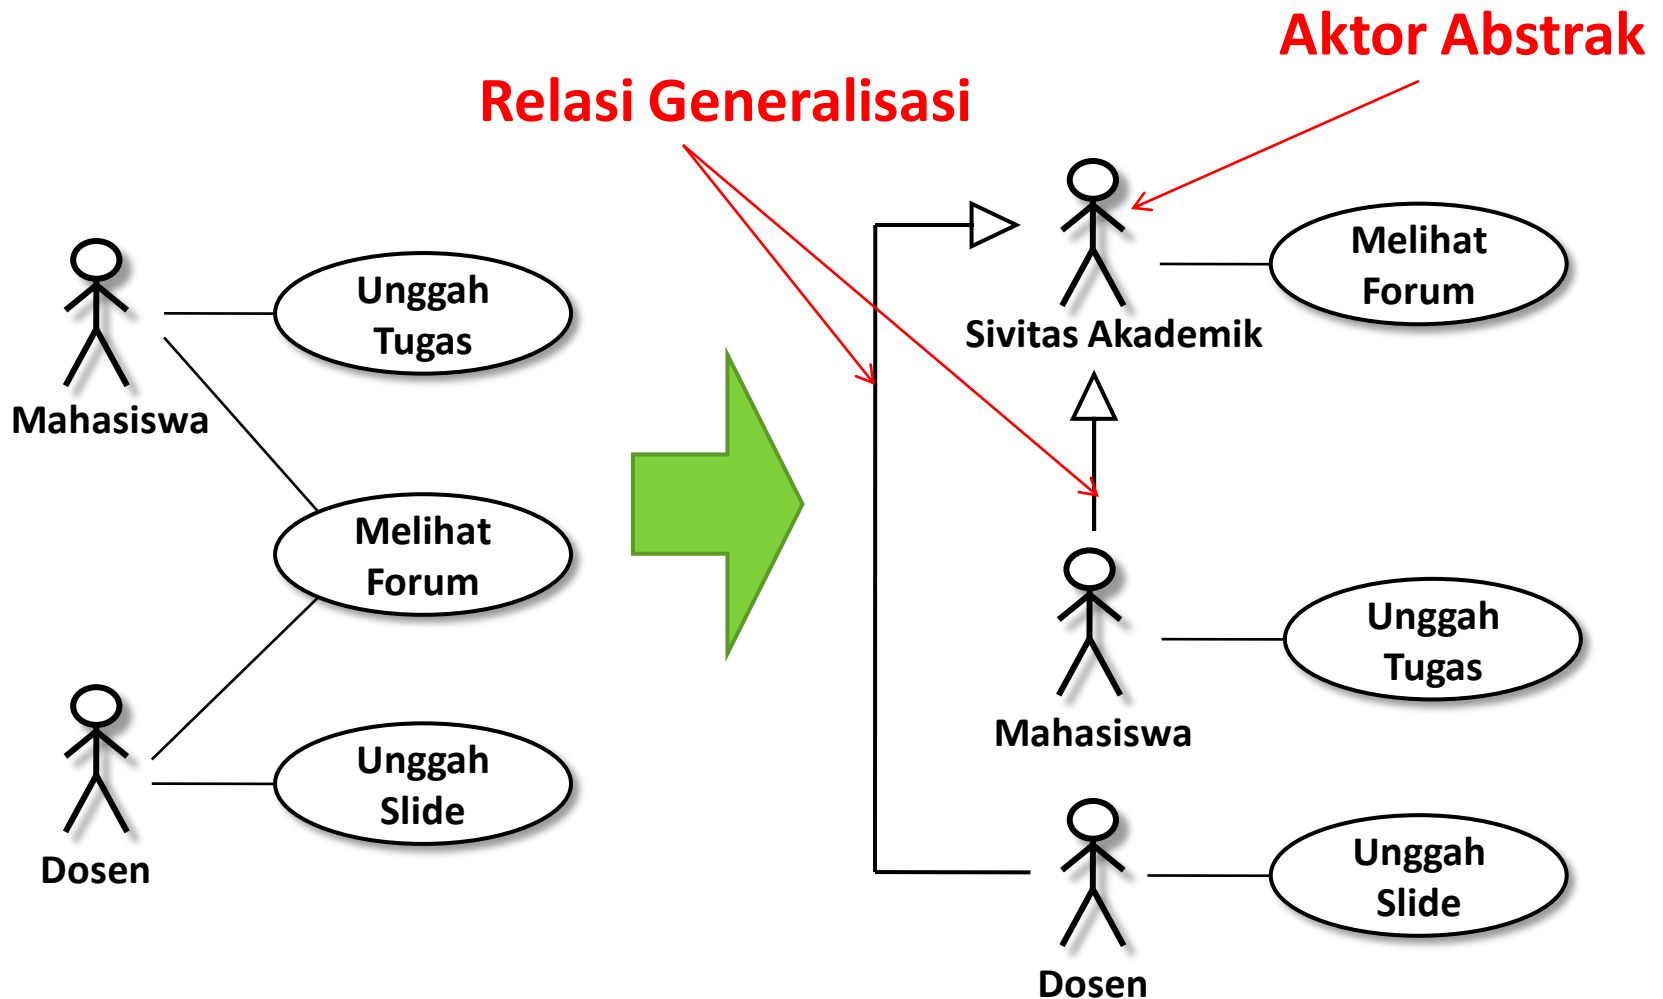 Aktor Abstrak
Relasi Generalisasi
Unggah
Tugas
Mahasiswa
Melihat
Forum
Unggah
Slide
Dosen
Melihat
Forum
Sivitas Akademik
Unggah
Tugas
Mahasiswa
Unggah
Slide
Dosen